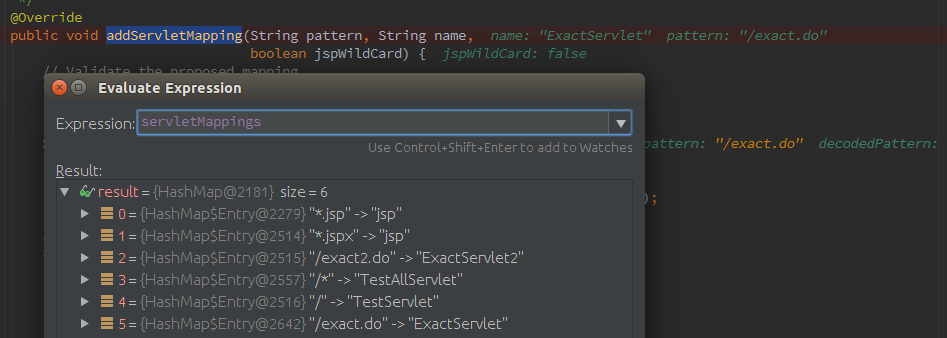 */
@Override
public void addServletMapping(String pattern, String name,  name: "ExactServlet"  pattern: "/exact.do"
boolean jspWildCard) {  jspWildCard: false
// Validate the proposed mapping
Evaluate Expression
Expression: servletMappings
Use Control+Shift+Enter to add to Watches
pattern: "/exact.do"  decodedPattern:
Result:
result = {HashMap@2181} size = 6
);
0 = {HashMap$Entry@2279} "*.jsp" -> "jsp"
1 = {HashMap$Entry@2514} "*.jspx" -> "jsp"
2 = {HashMap$Entry@2515} "/exact2.do" -> "ExactServlet2"
3 = {HashMap$Entry@2557} "/*" -> "TestAllServlet"
4 = {HashMap$Entry@2516} "/" -> "TestServlet"
5 = {HashMap$Entry@2642} "/exact.do" -> "ExactServlet"